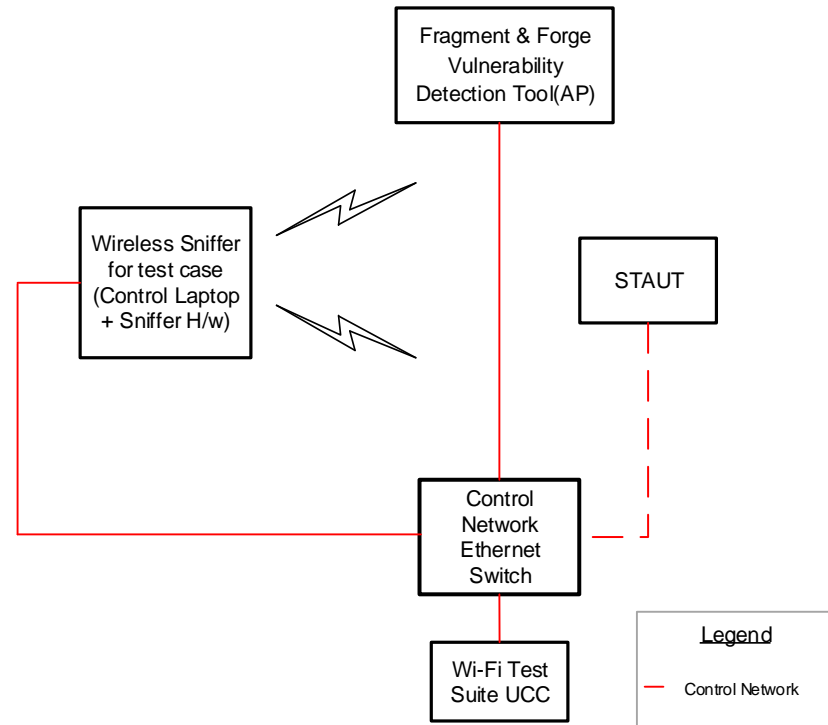 Fragment & Forge
Vulnerability
Detection Tool(AP)
Wireless Sniffer
for test case
(Control Laptop
+ Sniffer H/w)
STAUT
Control
Network
Ethernet
Switch
Wi-Fi Test
Suite UCC
Legend
Control Network